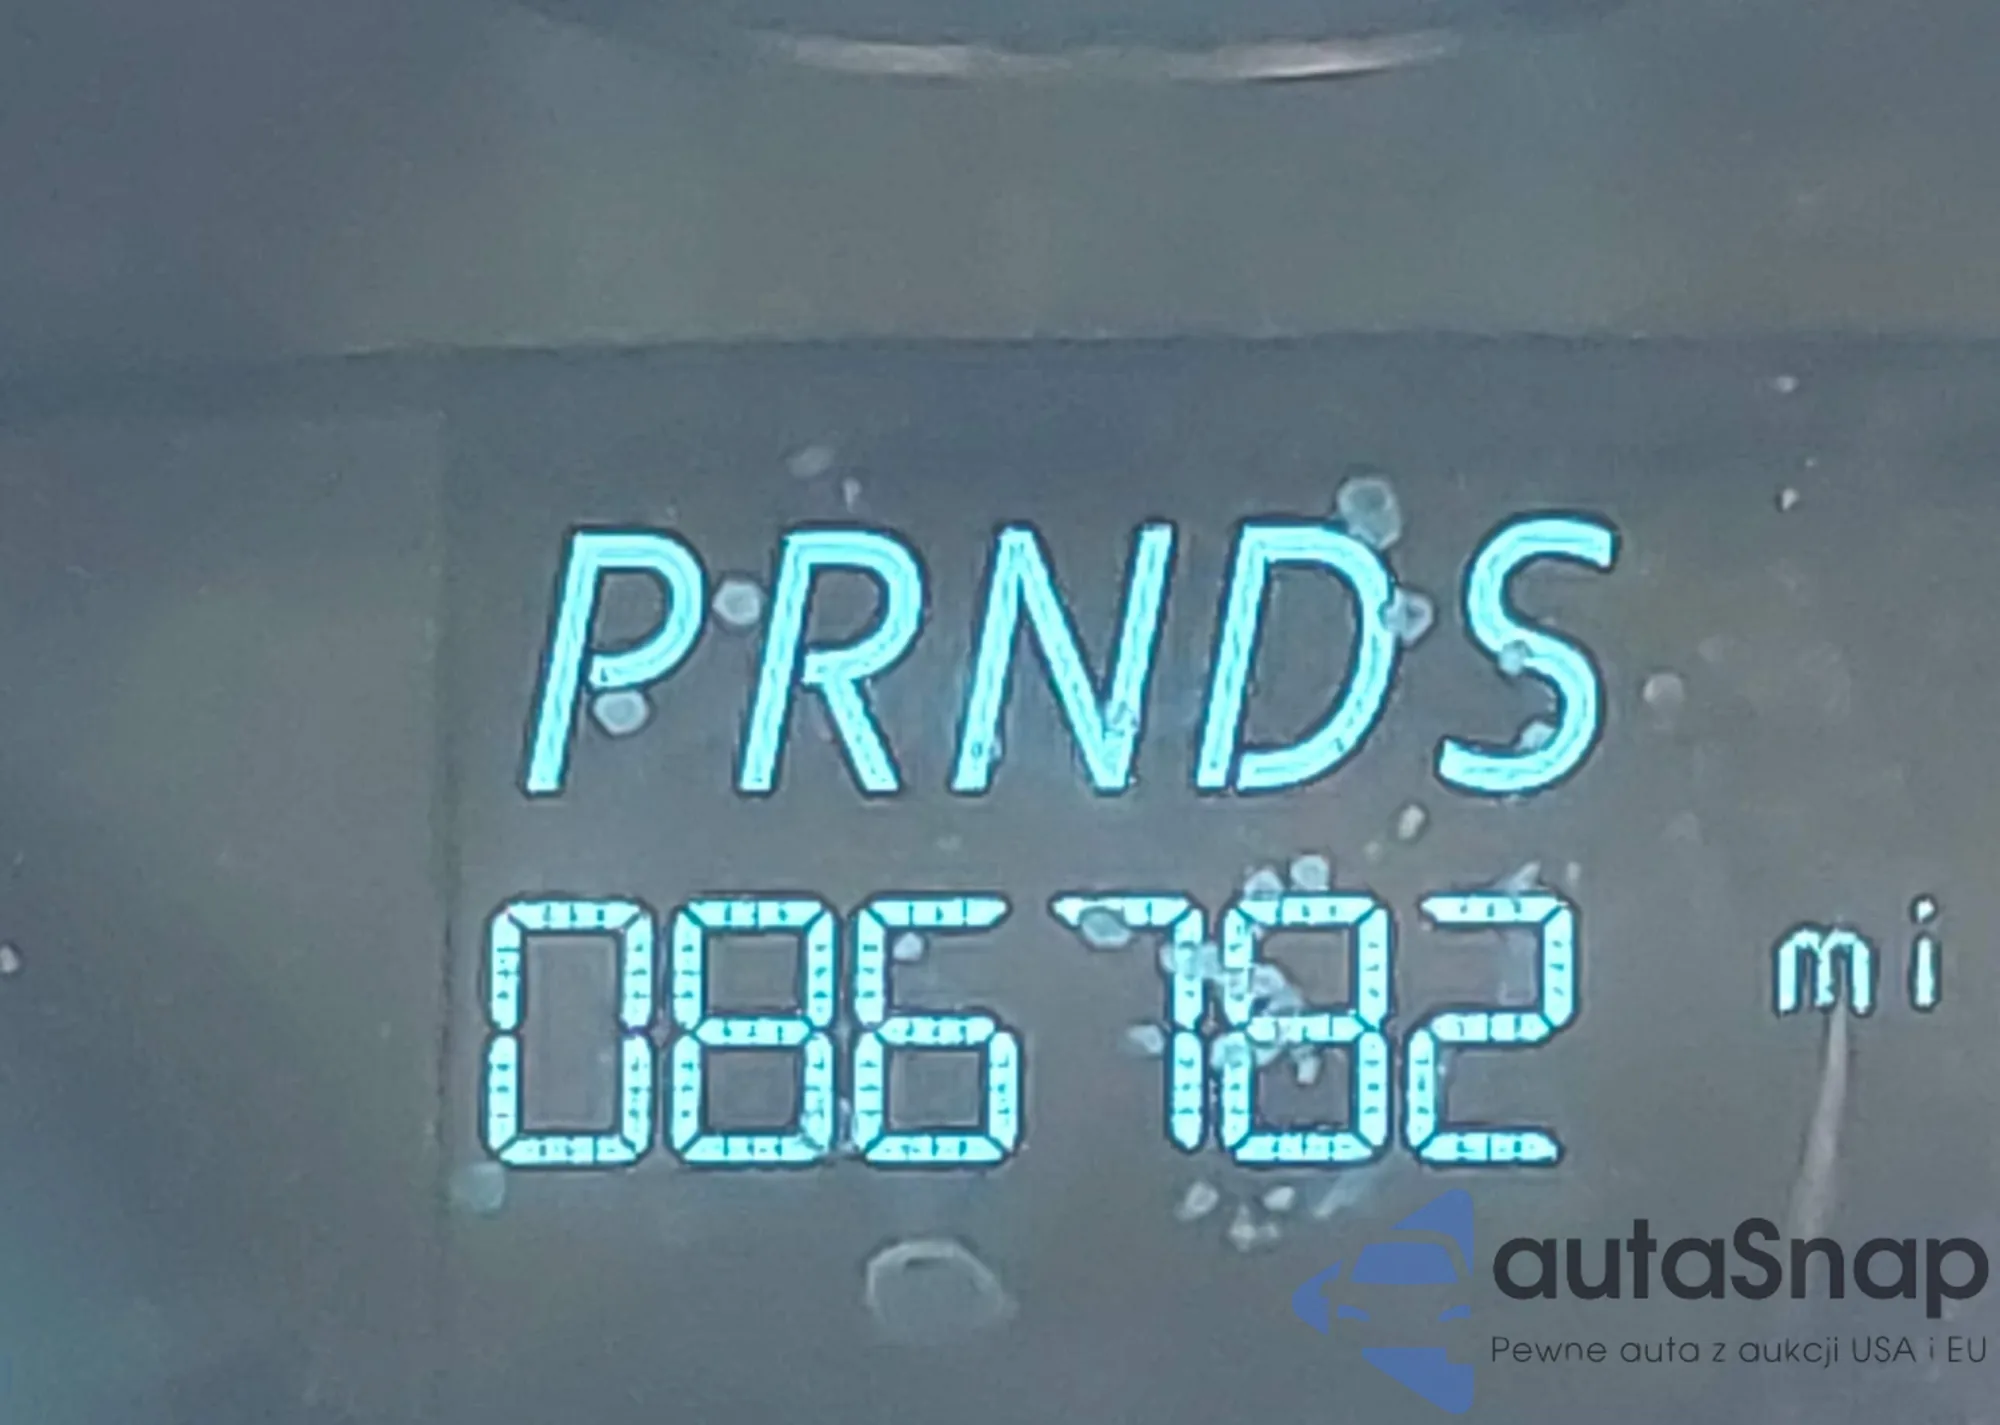 PRNDS
086782 mi
autaSnap
Pewne auta z aukcji USA i EU